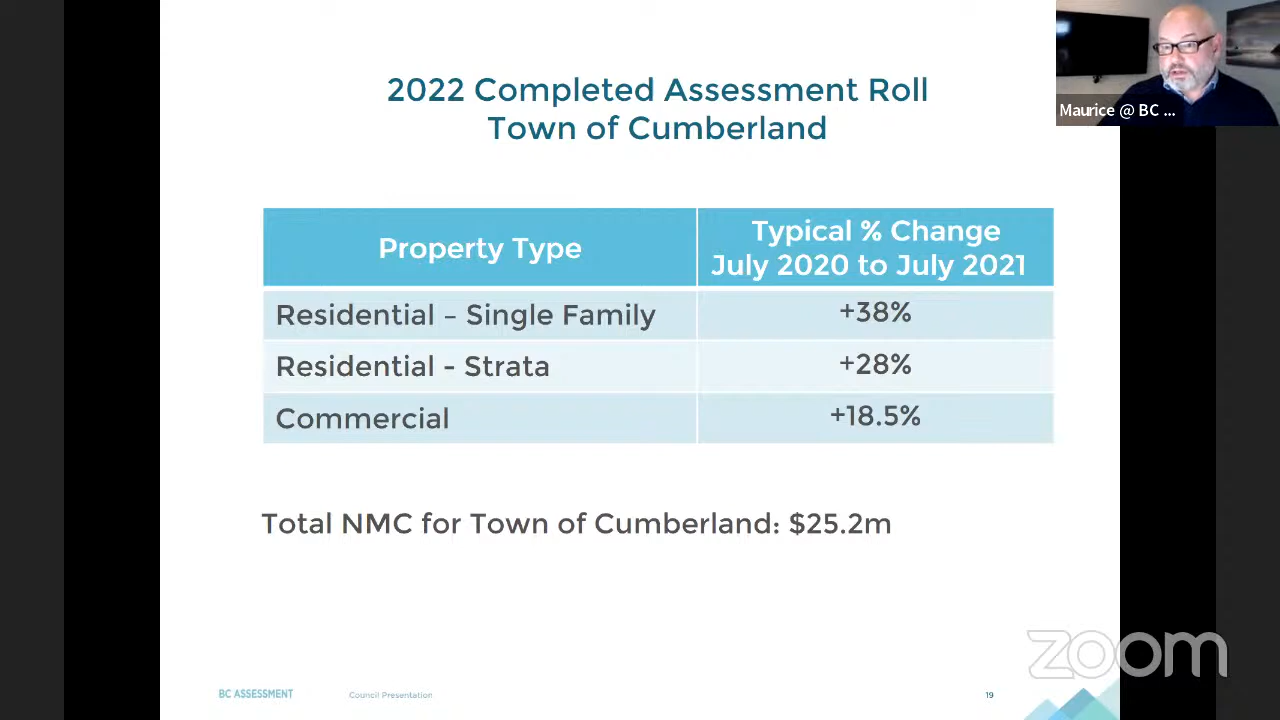 2022 Completed Assessment Roll
Town of Cumberland
Maurice @ BC ...
Property Type
Typical % Change
July 2020 to July 2021
Residential – Single Family
+38%
Residential - Strata
+28%
Commercial
+18.5%
Total NMC for Town of Cumberland: $25.2m
zoom
BC ASSESSMENT
Council Presentation
19